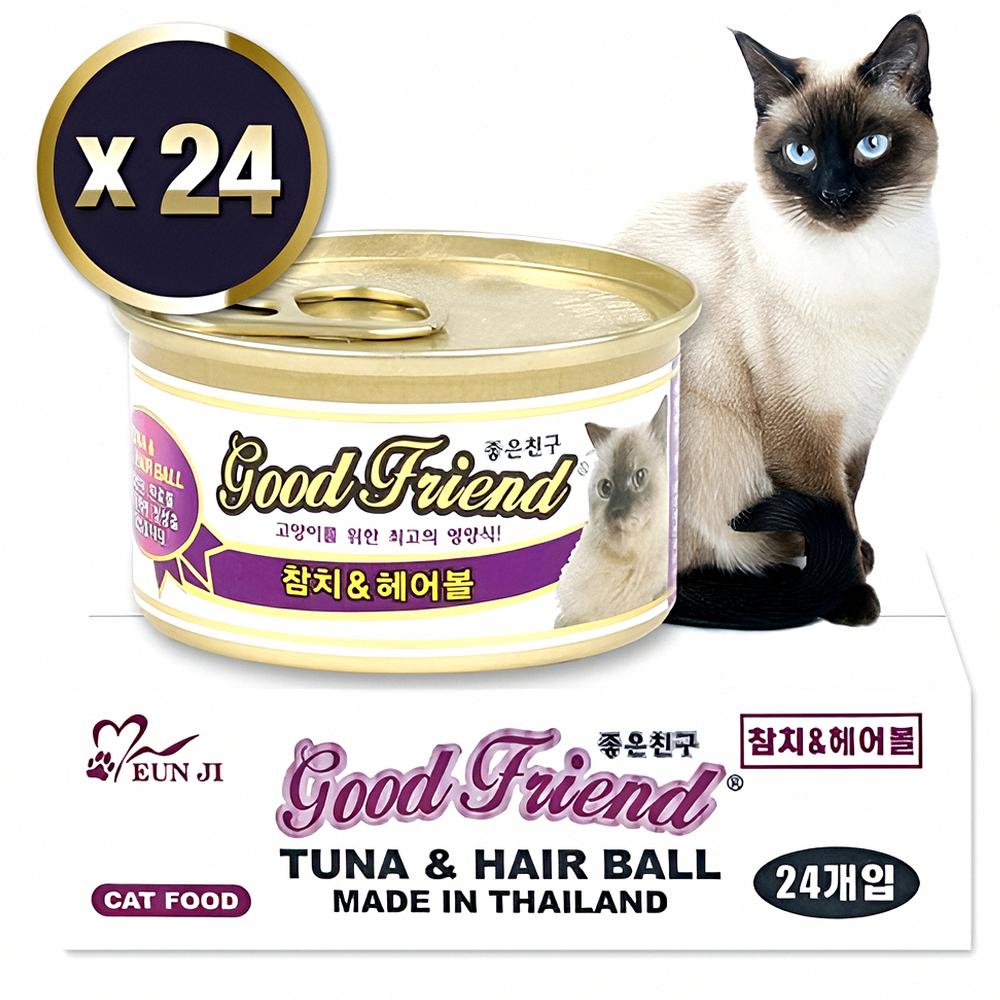 x 24
좋은친구
Good Friend
고양이를 위한 최고의 영양식!
참치&헤어볼
HAIR BALL
EUN JI
좋은친구
Good Friend®
참치&헤어볼
TUNA & HAIR BALL
MADE IN THAILAND
CAT FOOD
24개입